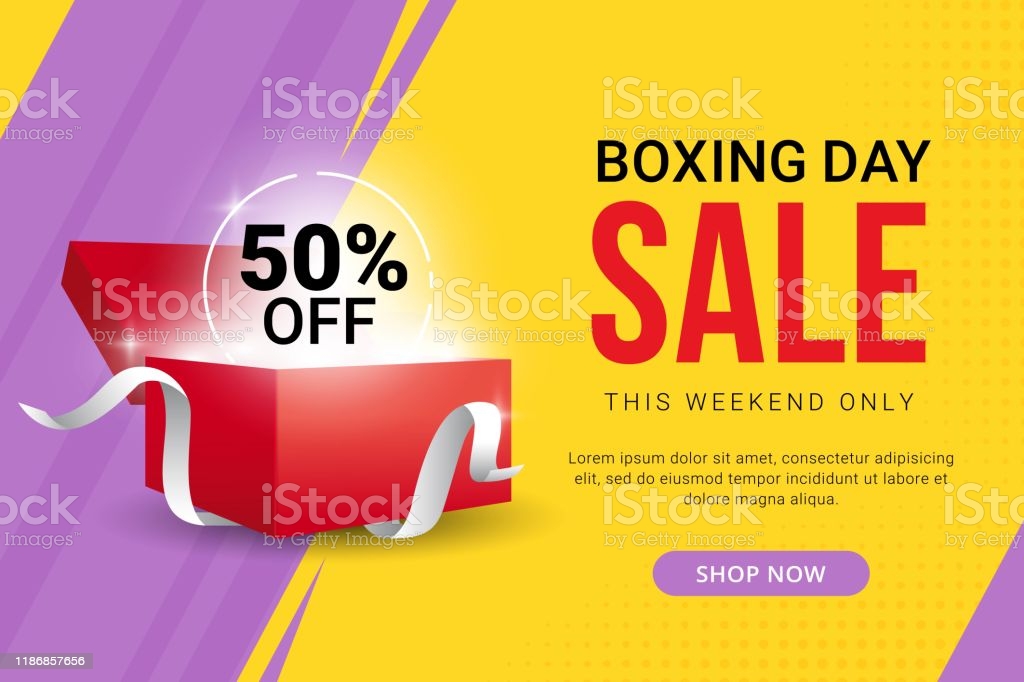 50%
OFF
BOXING DAY
SALE
THIS WEEKEND ONLY
Lorem ipsum dolor sit amet, consectetur adipisicing
elit, sed do eiusmod tempor incididunt ut labore et
dolore magna aliqua.
SHOP NOW
iStock
by Getty Images™
1186857656